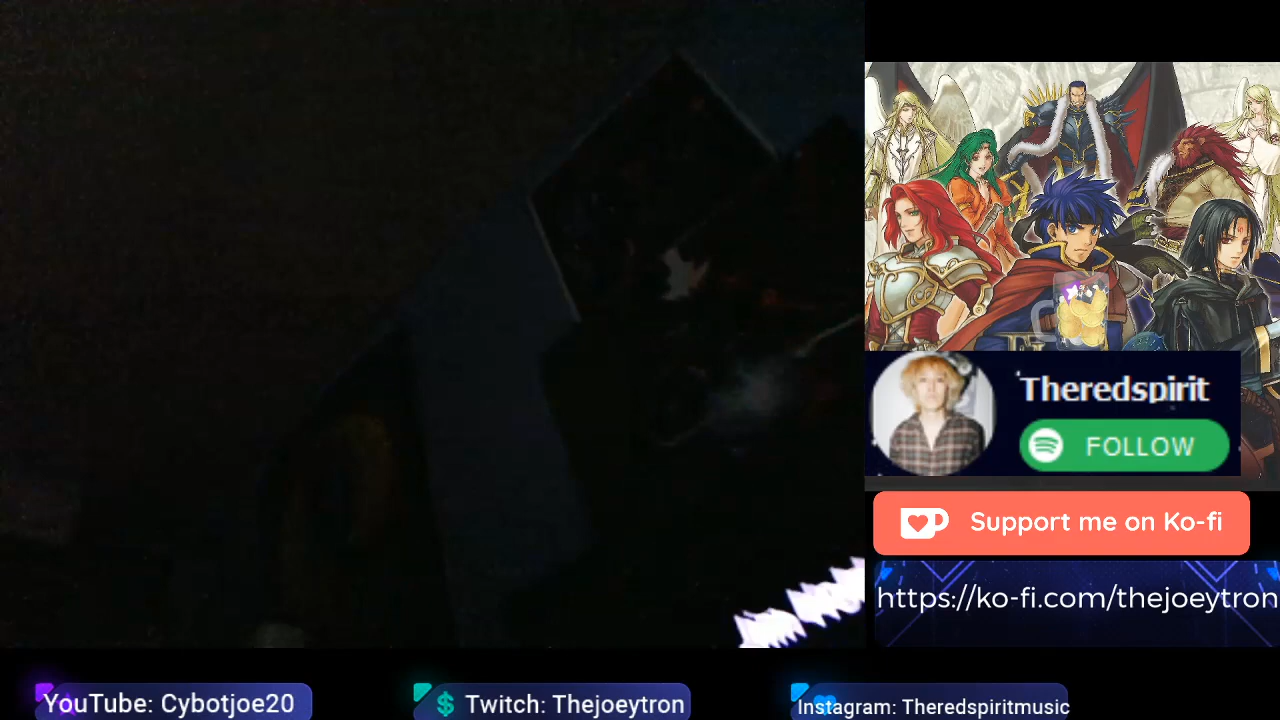 Theredspirit
FOLLOW
Support me on Ko-fi
https://ko-fi.com/thejoeytron
YouTube: Cybotjoe20
$ Twitch: Thejoeytron
Instagram: Theredspiritmusic